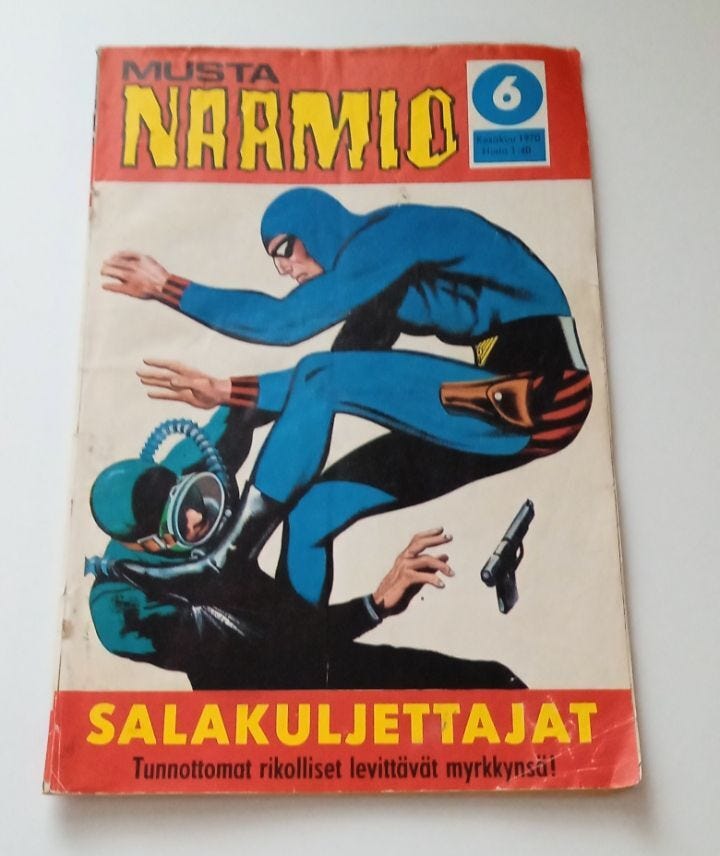 MUSTA
NAAMIO
6
Kesäkuu 1970
Hinta 1:40
SALAKULJETTAJAT
Tunnottomat rikolliset levittävät myrkkynsä!